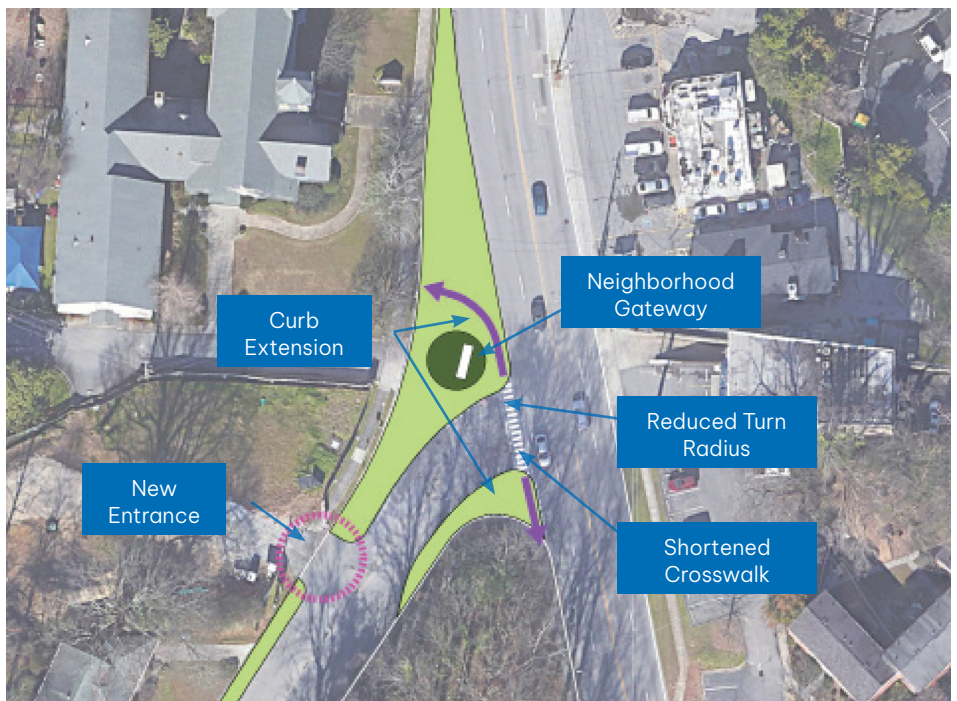 Neighborhood
Gateway
Curb
Extension
Reduced Turn
Radius
New
Entrance
Shortened
Crosswalk